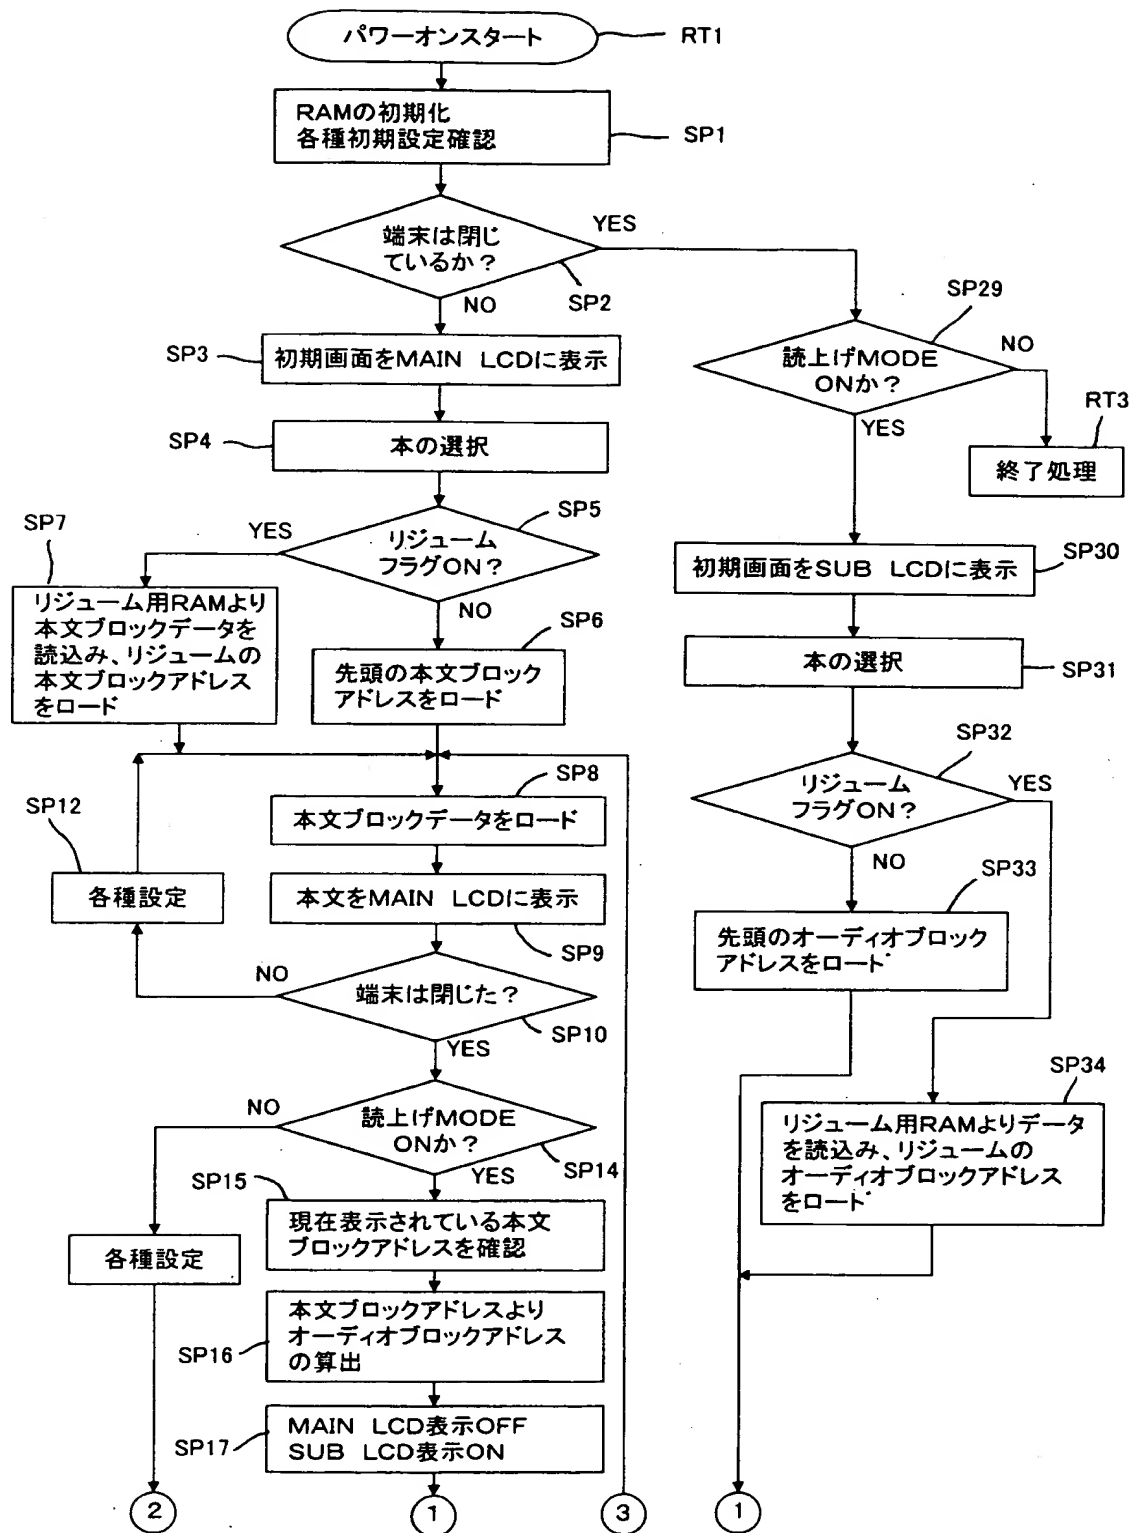 パワーオンスタート
RT1
RAMの初期化
各種初期設定確認
SP1
端末は閉じ
ているか?
YES
SP2
NO
SP3
初期画面をMAIN LCDに表示
SP4
本の選択
リジューム
フラグON?
SP5
YES
NO
SP7
リジューム用RAMより
本文ブロックデータを
読込み、リジュームの
本文ブロックアドレス
をロード
SP6
先頭の本文ブロック
アドレスをロード
SP8
本文ブロックデータをロード
SP12
各種設定
本文をMAIN LCDに表示
SP9
端末は閉じた?
NO
SP10
YES
読上げMODE
ONか?
NO
SP14
YES
各種設定
SP15
現在表示されている本文
ブロックアドレスを確認
本文ブロックアドレスより
オーディオブロックアドレス
の算出
SP16
MAIN LCD表示OFF
SUB LCD表示ON
SP17
2
1
3
SP29
読上げMODE
ONか?
NO
YES
RT3
終了処理
初期画面をSUB LCDに表示
SP30
本の選択
SP31
SP32
リジューム
フラグON?
YES
NO
SP33
先頭のオーディオブロック
アドレスをロード
SP34
リジューム用RAMよりデータ
を読込み、リジュームの
オーディオブロックアドレス
をロード
1